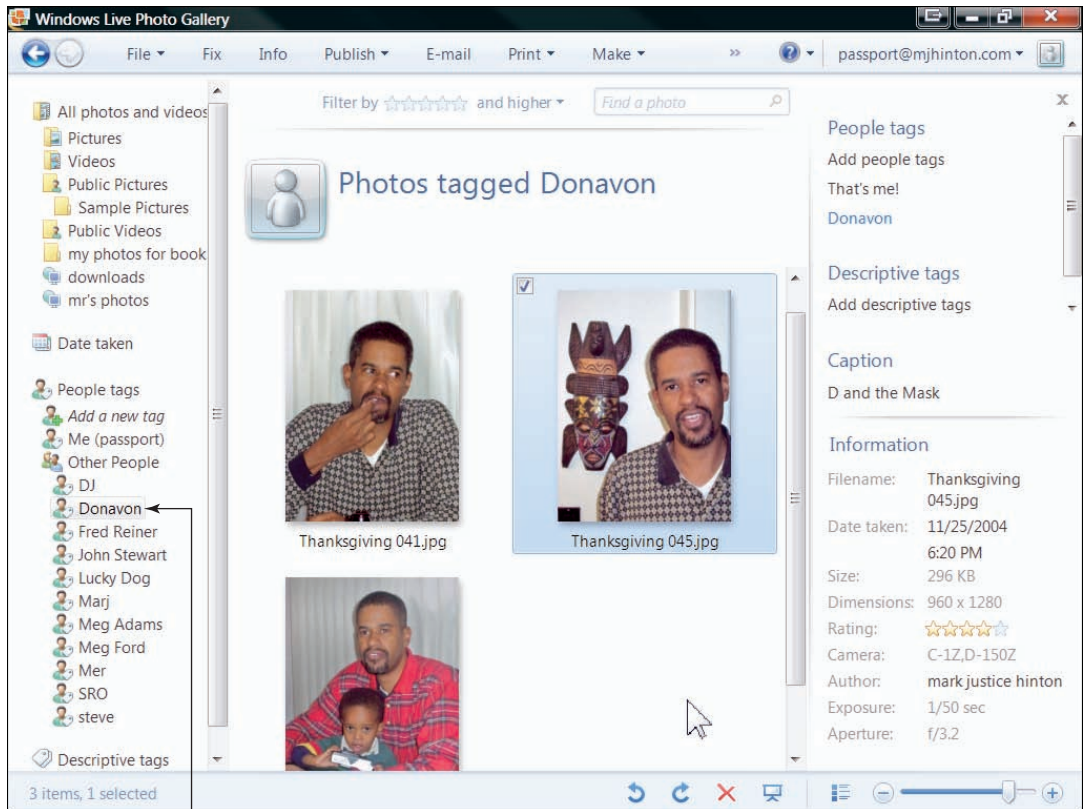 Windows Live Photo Gallery
File Fix Info Publish E-mail Print Make » ? passport@mjhinton.com
Filter by and higher Find a photo
All photos and videos
Pictures
Videos
Public Pictures
Sample Pictures
Public Videos
my photos for book
downloads
mr's photos
Date taken
People tags
Add a new tag
Me (passport)
Other People
DJ
Donavon
Fred Reiner
John Stewart
Lucky Dog
Marj
Meg Adams
Meg Ford
Mer
SRO
steve
Descriptive tags
Photos tagged Donavon
Thanksgiving 041.jpg
Thanksgiving 045.jpg
People tags
Add people tags
That's me!
Donavon
Descriptive tags
Add descriptive tags
Caption
D and the Mask
Information
Filename: Thanksgiving
045.jpg
Date taken: 11/25/2004
6:20 PM
Size: 296 KB
Dimensions: 960 x 1280
Rating:
Camera: C-1Z,D-150Z
Author: mark justice hinton
Exposure: 1/50 sec
Aperture: f/3.2
3 items, 1 selected